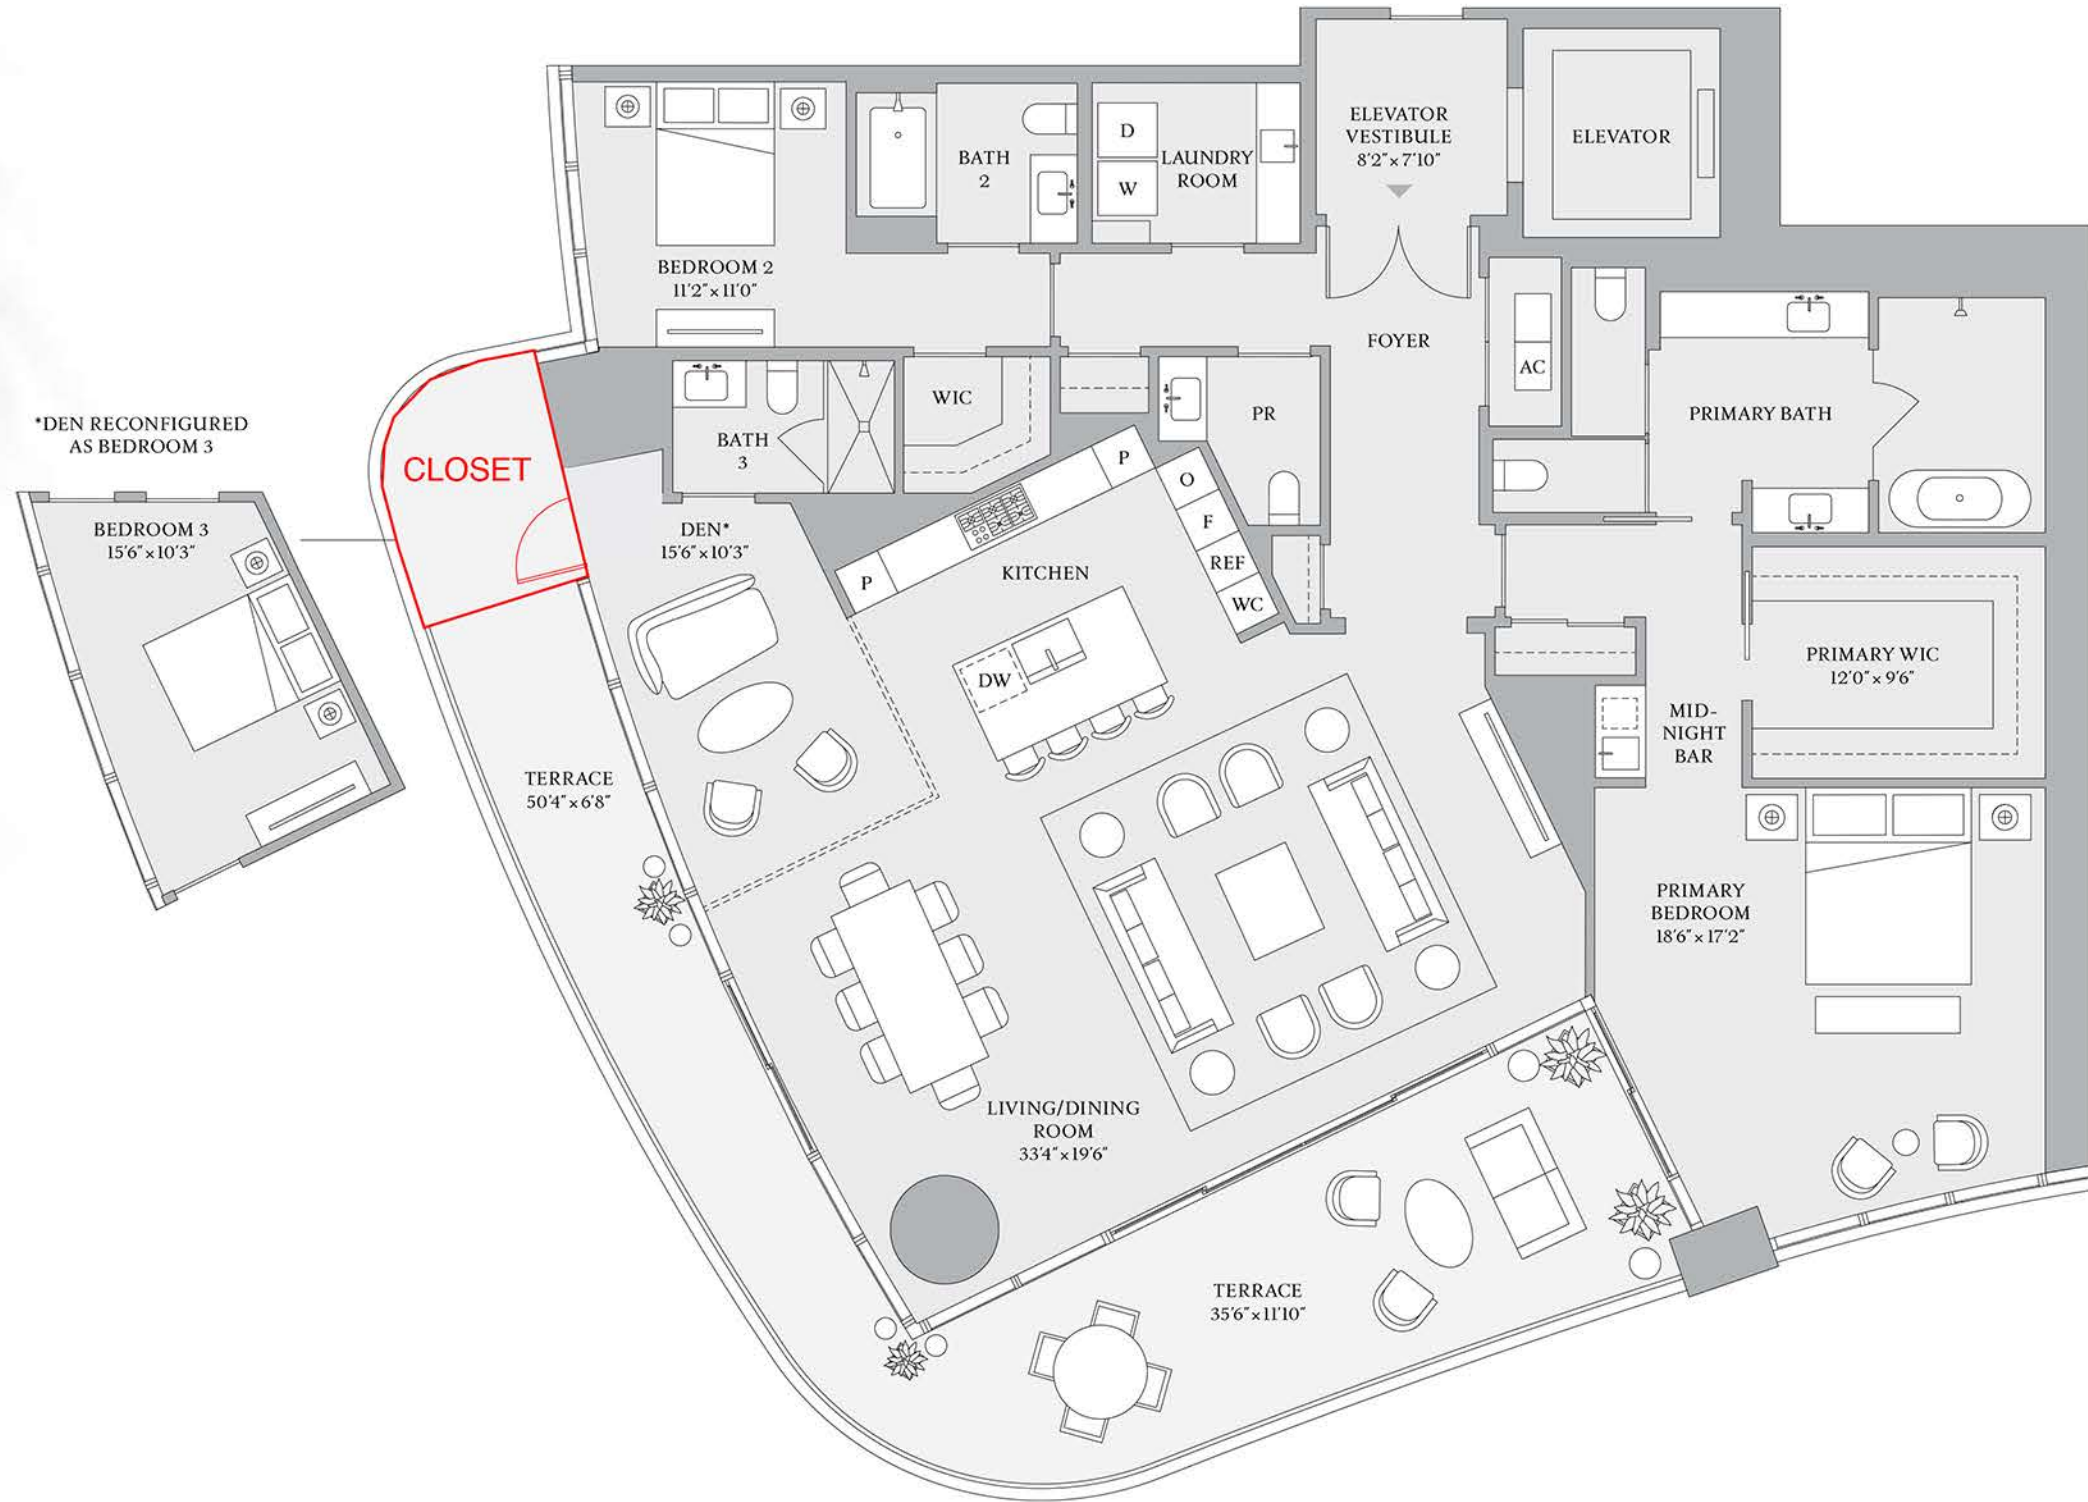 ELEVATOR
VESTIBULE
8'2" × 7'10"
ELEVATOR
D
W
LAUNDRY
ROOM
BATH
2
BEDROOM 2
11'2" × 11'0"
FOYER
AC
WIC
PR
BATH
3
PRIMARY BATH
*DEN RECONFIGURED
AS BEDROOM 3
CLOSET
BEDROOM 3
15'6" × 10'3"
DEN*
15'6" × 10'3"
P
P
O
F
REF
WC
KITCHEN
DW
PRIMARY WIC
12'0" × 9'6"
MID-
NIGHT
BAR
TERRACE
50'4" × 6'8"
PRIMARY
BEDROOM
18'6" × 17'2"
LIVING/DINING
ROOM
33'4" × 19'6"
TERRACE
35'6" × 11'10"